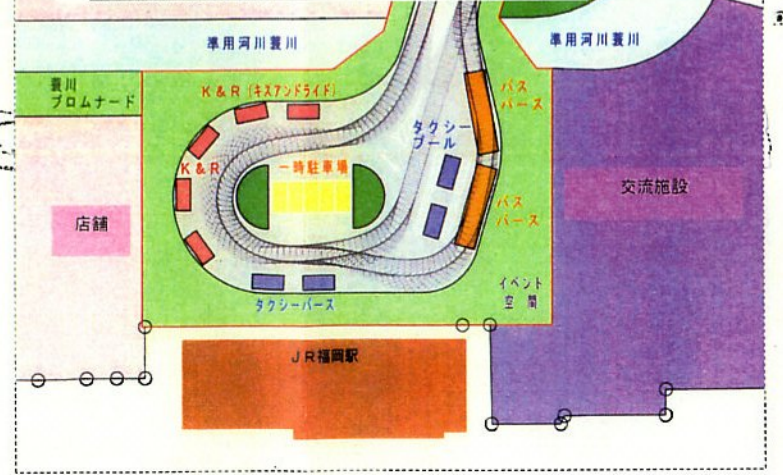 準用河川蓑川
準用河川蓑川
蓑川
プロムナード
K&R (キスアンドライド)
バス
バース
タクシー
プール
K&R
一時駐車場
交流施設
バス
バース
店舗
イベント
空間
タクシーバース
JR福岡駅